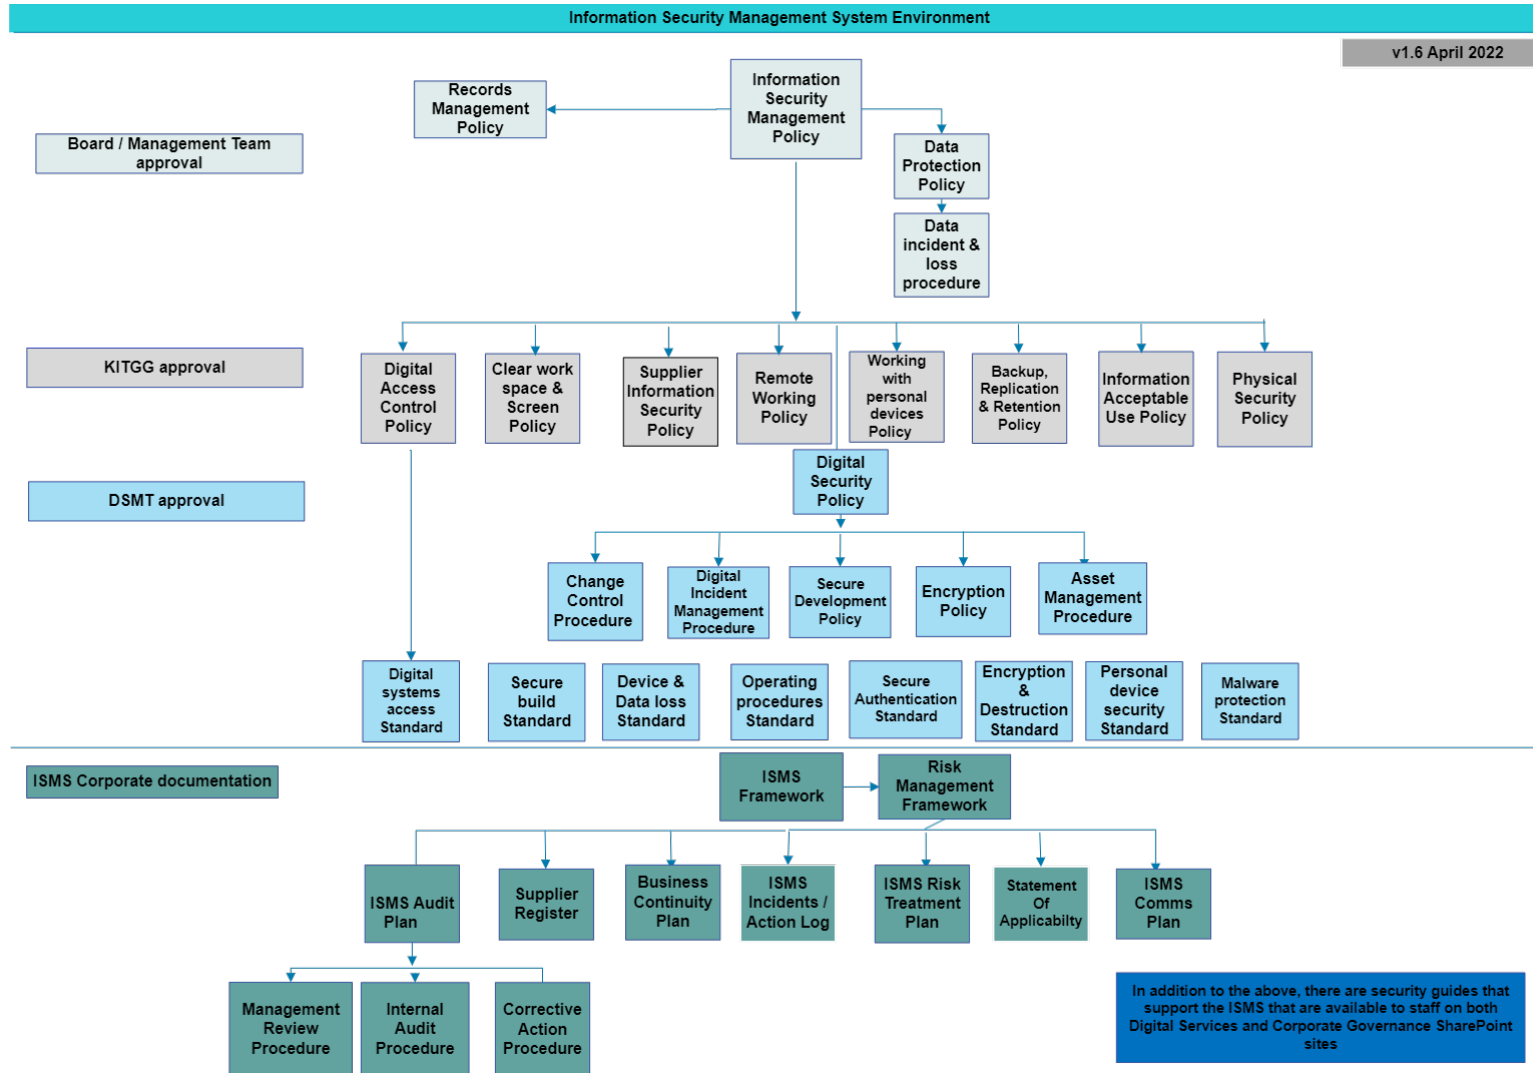 Information Security Management System Environment
v1.6 April 2022
Records
Management
Policy
Information
Security
Management
Policy
Board / Management Team
approval
Data
Protection
Policy
Data
incident &
loss
procedure
KITGG approval
Digital
Access
Control
Policy
Clear work
space &
Screen
Policy
Supplier
Information
Security
Policy
Remote
Working
Policy
Working
with
personal
devices
Policy
Backup,
Replication
& Retention
Policy
Information
Acceptable
Use Policy
Physical
Security
Policy
DSMT approval
Digital
Security
Policy
Change
Control
Procedure
Digital
Incident
Management
Procedure
Secure
Development
Policy
Encryption
Policy
Asset
Management
Procedure
Digital
systems
access
Standard
Secure
build
Standard
Device &
Data loss
Standard
Operating
procedures
Standard
Secure
Authentication
Standard
Encryption
&
Destruction
Standard
Personal
device
security
Standard
Malware
protection
Standard
ISMS Corporate documentation
ISMS
Framework
Risk
Management
Framework
ISMS Audit
Plan
Supplier
Register
Business
Continuity
Plan
ISMS
Incidents /
Action Log
ISMS Risk
Treatment
Plan
Statement
Of
Applicabilty
ISMS
Comms
Plan
Management
Review
Procedure
Internal
Audit
Procedure
Corrective
Action
Procedure
In addition to the above, there are security guides that
support the ISMS that are available to staff on both
Digital Services and Corporate Governance SharePoint
sites